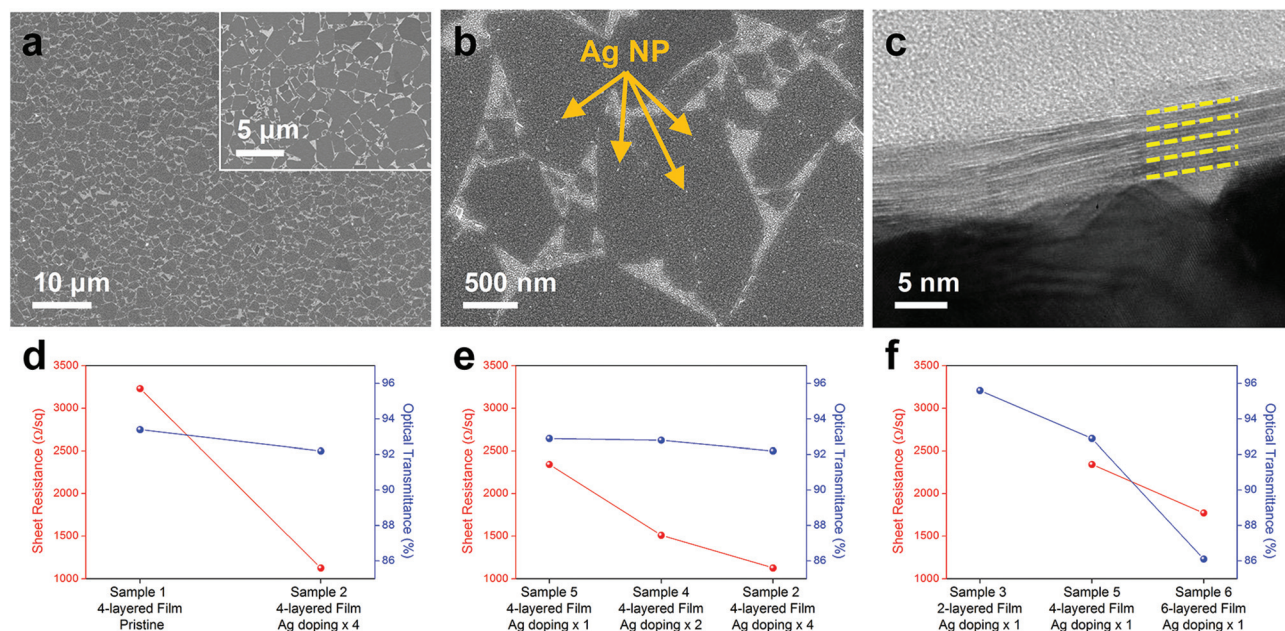 a
5 µm
10 µm
b
Ag NP
500 nm
c
5 nm
d
3500
3000
2500
2000
1500
1000
Sheet Resistance (Ω/sq)
96
94
92
90
88
86
Optical Transmittance (%)
Sample 1
4-layered Film
Pristine
Sample 2
4-layered Film
Ag doping x 4
e
3500
3000
2500
2000
1500
1000
Sheet Resistance (Ω/sq)
96
94
92
90
88
86
Optical Transmittance (%)
Sample 5
4-layered Film
Ag doping x 1
Sample 4
4-layered Film
Ag doping x 2
Sample 2
4-layered Film
Ag doping x 4
f
3500
3000
2500
2000
1500
1000
Sheet Resistance (Ω/sq)
96
94
92
90
88
86
Optical Transmittance (%)
Sample 3
2-layered Film
Ag doping x 1
Sample 5
4-layered Film
Ag doping x 1
Sample 6
6-layered Film
Ag doping x 1